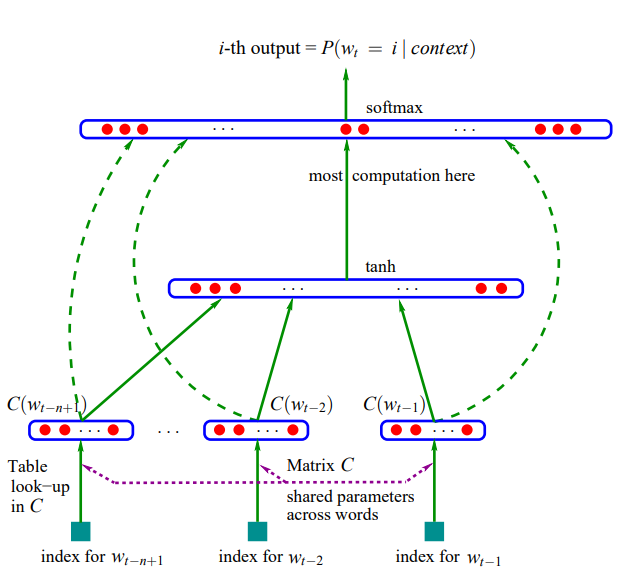 i-th output = P(w_t = i | context)
softmax
. . .
. . .
most computation here
tanh
. . .
. . .
C(w_{t−n+1})
C(w_{t−2})
C(w_{t−1})
. . .
. . .
. . .
. . .
Table
look−up
in C
Matrix C
shared parameters
across words
index for w_{t−n+1}
index for w_{t−2}
index for w_{t−1}